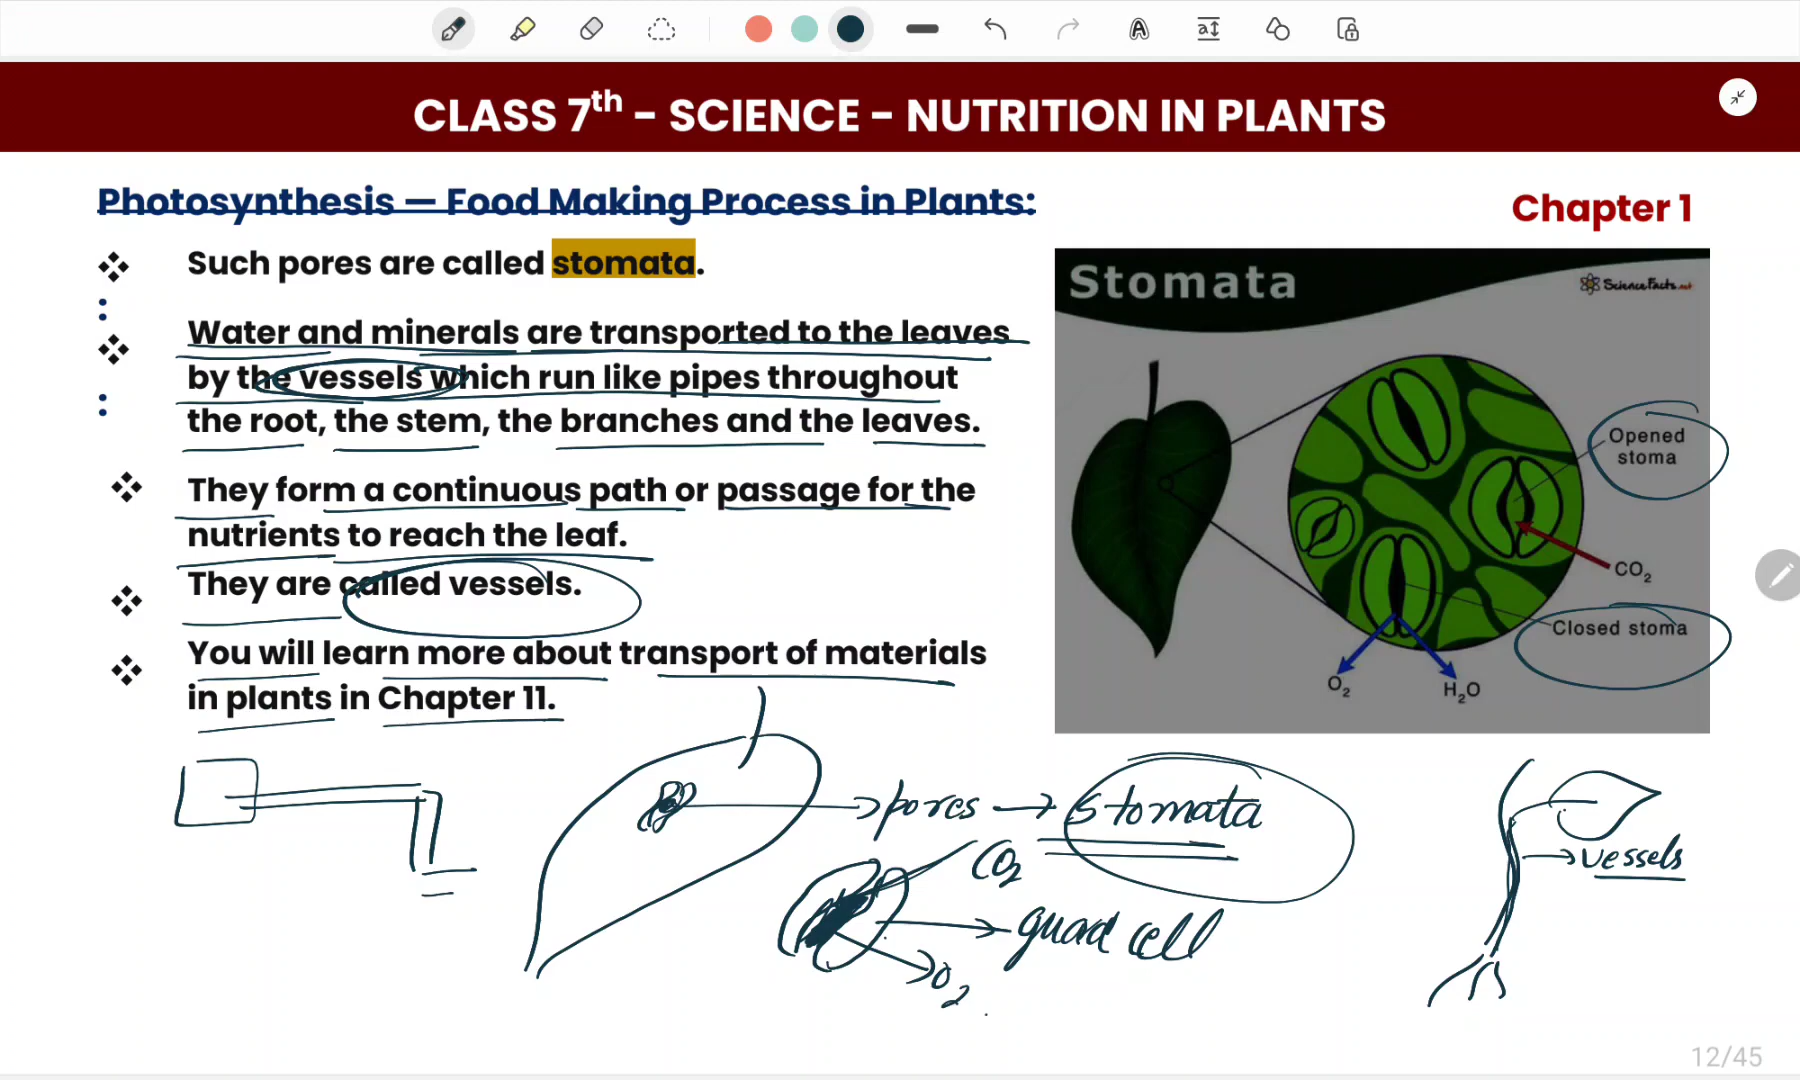 CLASS 7th - SCIENCE - NUTRITION IN PLANTS
Photosynthesis — Food Making Process in Plants:
Chapter 1
Such pores are called stomata.
Water and minerals are transported to the leaves
by the vessels which run like pipes throughout
the root, the stem, the branches and the leaves.
They form a continuous path or passage for the
nutrients to reach the leaf.
They are called vessels.
You will learn more about transport of materials
in plants in Chapter 11.
Stomata
ScienceFacts.net
Opened
stoma
CO2
Closed stoma
O2
H2O
pores → stomata
CO2
guard cell
O2
vessels
12/45